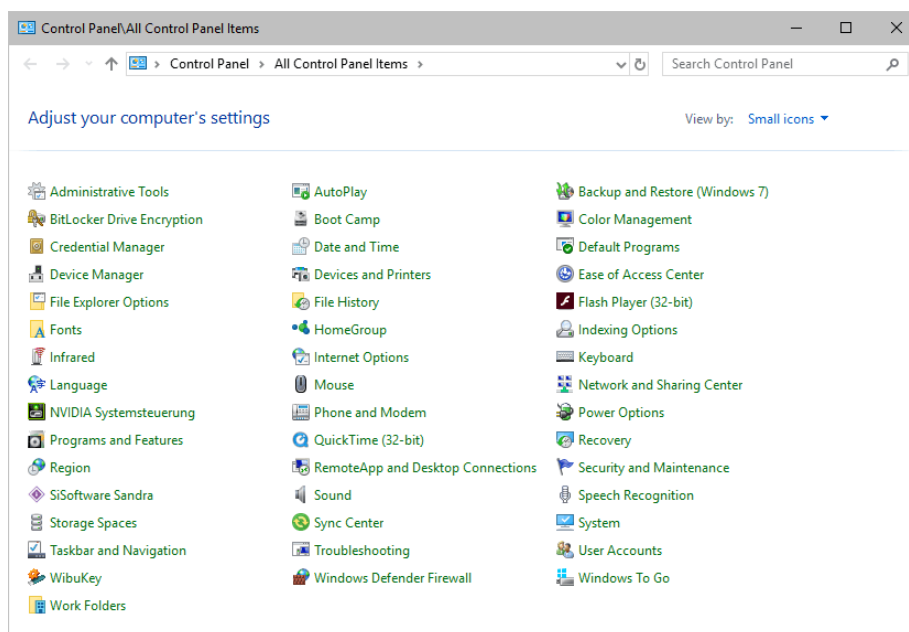 Control Panel\All Control Panel Items
Control Panel > All Control Panel Items >
Search Control Panel
Adjust your computer's settings
View by: Small icons
Administrative Tools
AutoPlay
Backup and Restore (Windows 7)
BitLocker Drive Encryption
Boot Camp
Color Management
Credential Manager
Date and Time
Default Programs
Device Manager
Devices and Printers
Ease of Access Center
File Explorer Options
File History
Flash Player (32-bit)
Fonts
HomeGroup
Indexing Options
Infrared
Internet Options
Keyboard
Language
Mouse
Network and Sharing Center
NVIDIA Systemsteuerung
Phone and Modem
Power Options
Programs and Features
QuickTime (32-bit)
Recovery
Region
RemoteApp and Desktop Connections
Security and Maintenance
SiSoftware Sandra
Sound
Speech Recognition
Storage Spaces
Sync Center
System
Taskbar and Navigation
Troubleshooting
User Accounts
WibuKey
Windows Defender Firewall
Windows To Go
Work Folders